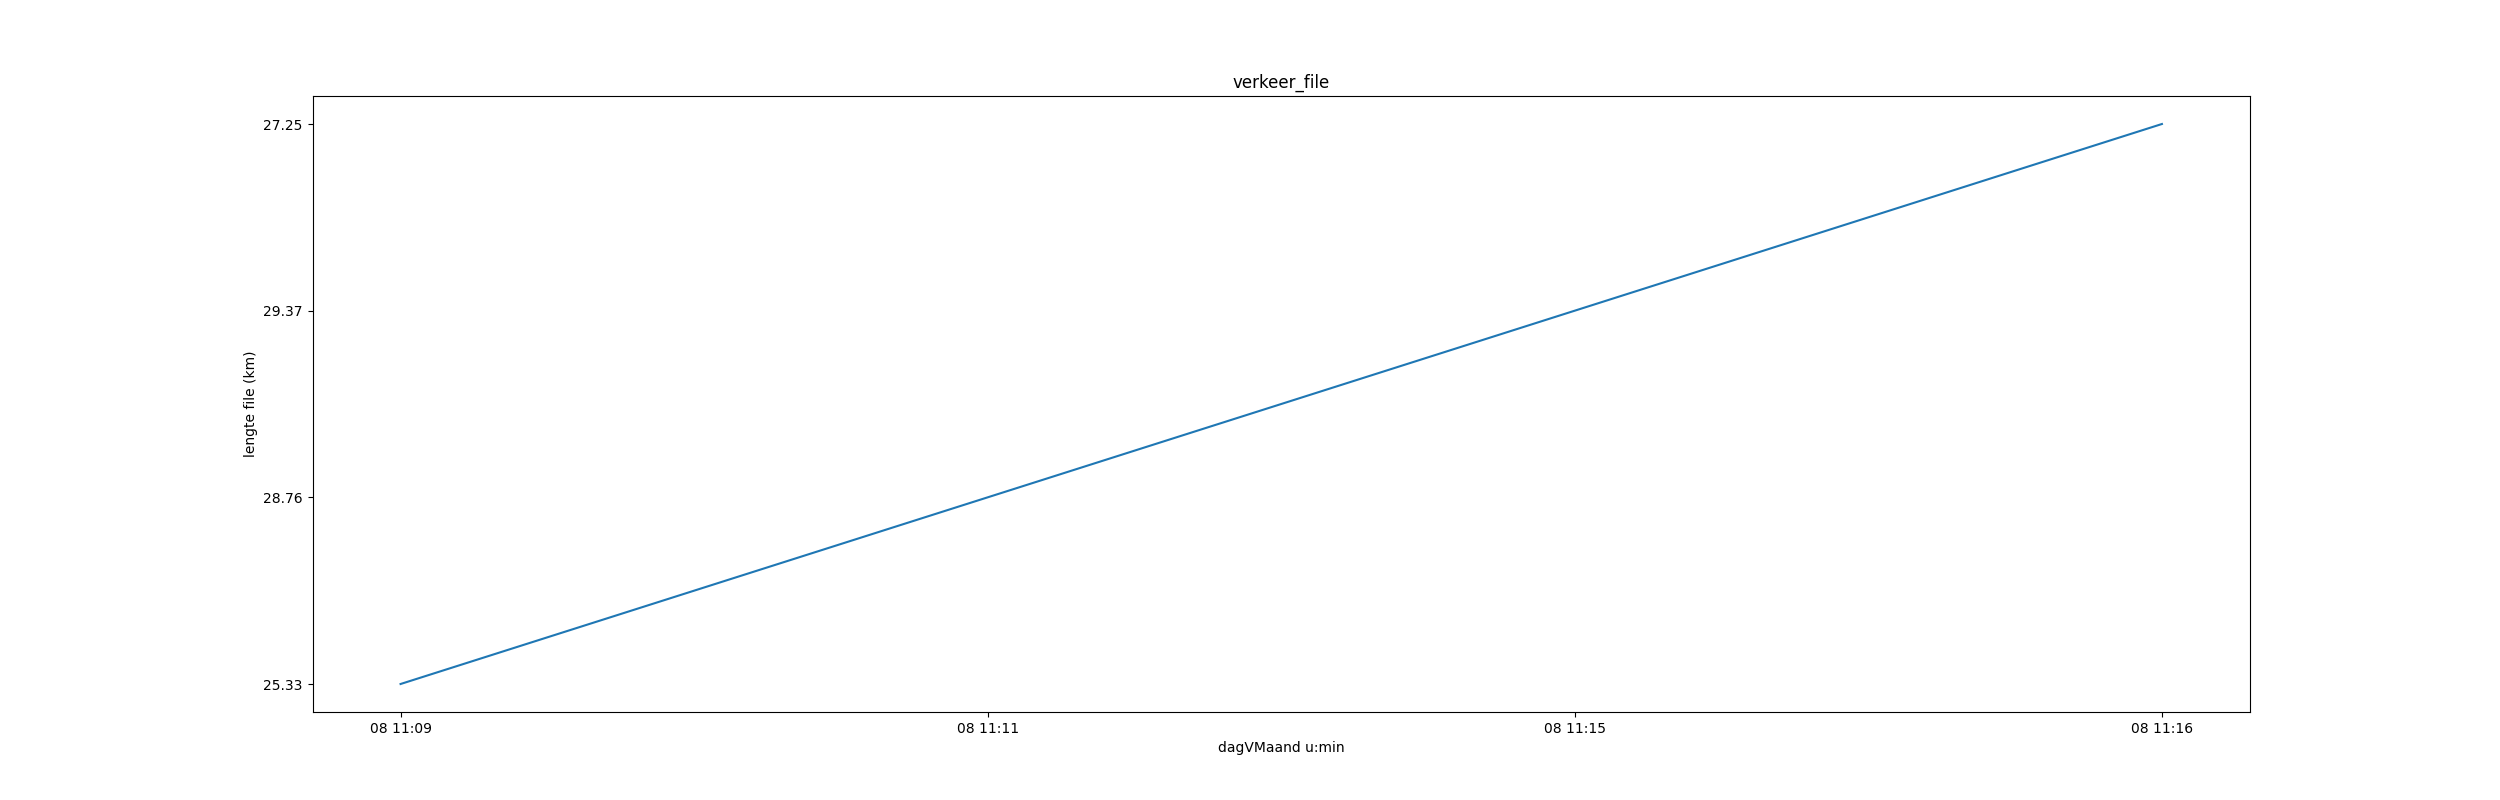 verkeer_file
27.25
29.37
28.76
25.33
lengte file (km)
08 11:09
08 11:11
08 11:15
08 11:16
dagVMaand u:min